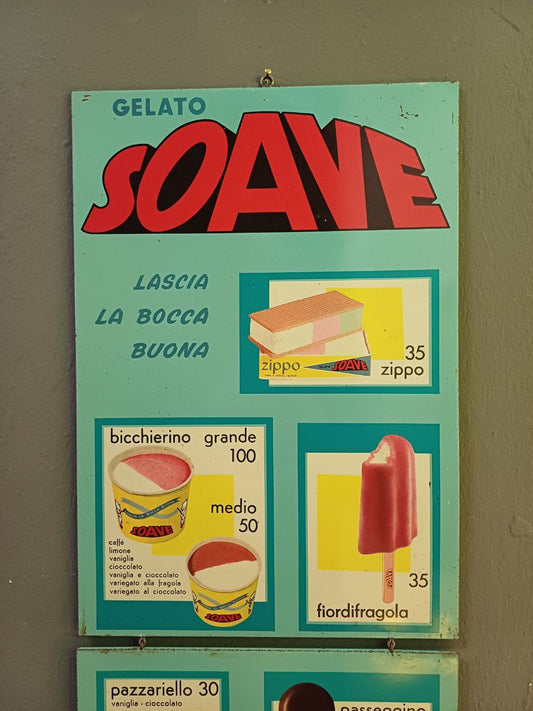 GELATO
SOAVE
LASCIA
LA BOCCA
BUONA
zippo SOAVE
35
zippo
bicchierino grande
100
medio
50
SOAVE
caffè
limone
vaniglia
cioccolato
vaniglia e cioccolato
variegato alla fragola
variegato al cioccolato
SOAVE
35
fiordifragola
pazzariello 30
vaniglia - cioccolato
passeggino